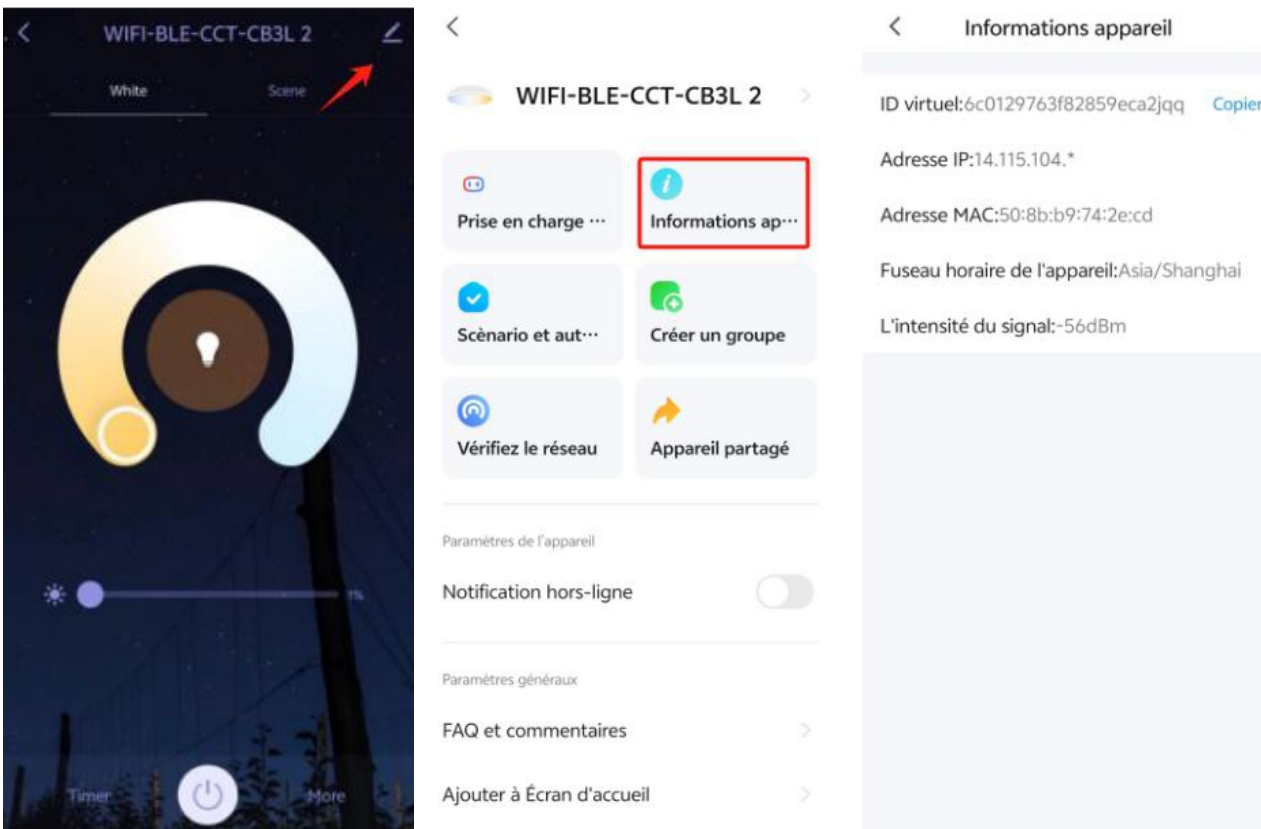 WIFI-BLE-CCT-CB3L 2
White
Scene
1%
Timer
More
WIFI-BLE-CCT-CB3L 2
Prise en charge ···
Informations ap···
Scènario et aut···
Créer un groupe
Vérifiez le réseau
Appareil partagé
Paramètres de l'appareil
Notification hors-ligne
Paramètres généraux
FAQ et commentaires
Ajouter à Écran d'accueil
Informations appareil
ID virtuel:6c0129763f82859eca2jqq Copier
Adresse IP:14.115.104.*
Adresse MAC:50:8b:b9:74:2e:cd
Fuseau horaire de l'appareil:Asia/Shanghai
L'intensité du signal:-56dBm